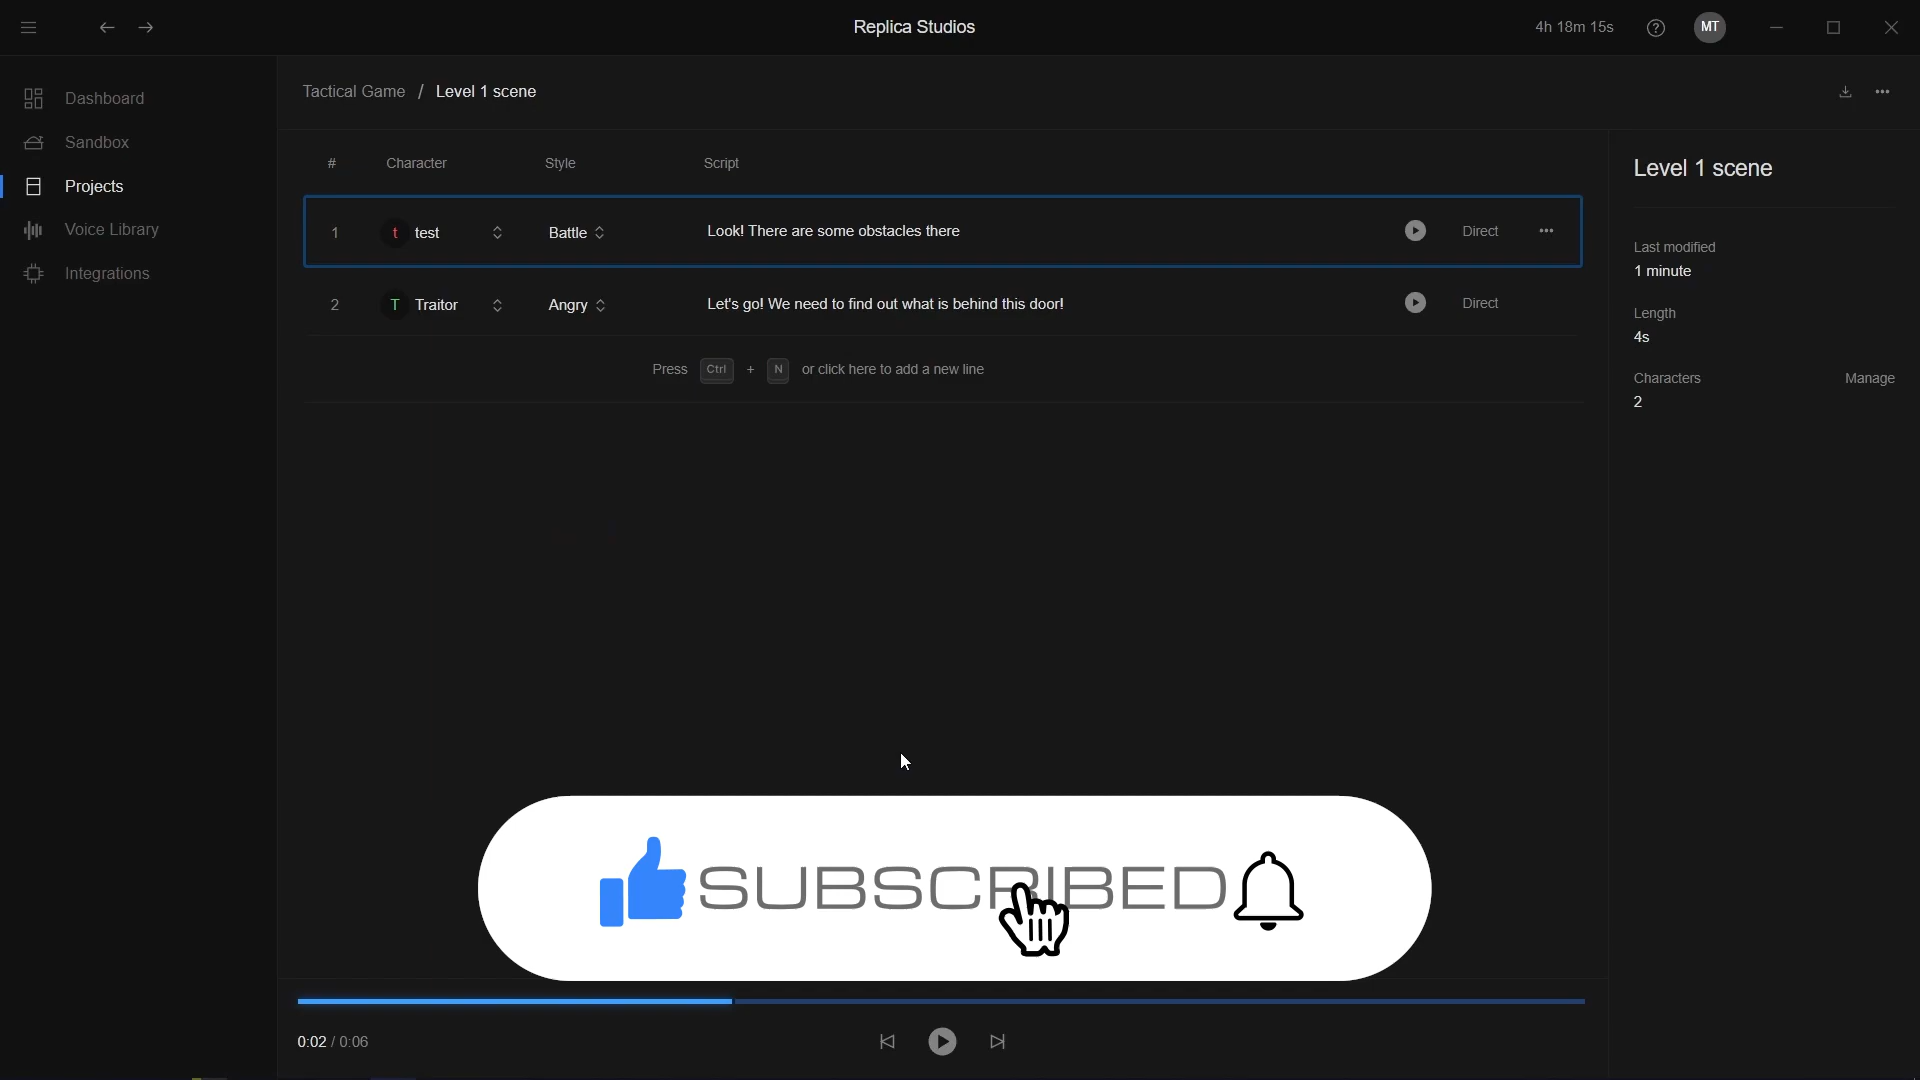 Replica Studios
4h 18m 15s
MT
Dashboard
Sandbox
Projects
Voice Library
Integrations
Tactical Game / Level 1 scene
# Character Style Script
1 t test Battle Look! There are some obstacles there Direct
2 T Traitor Angry Let's go! We need to find out what is behind this door! Direct
Press Ctrl + N or click here to add a new line
Level 1 scene
Last modified
1 minute
Length
4s
Characters Manage
2
SUBSCRIBED
0:02 / 0:06